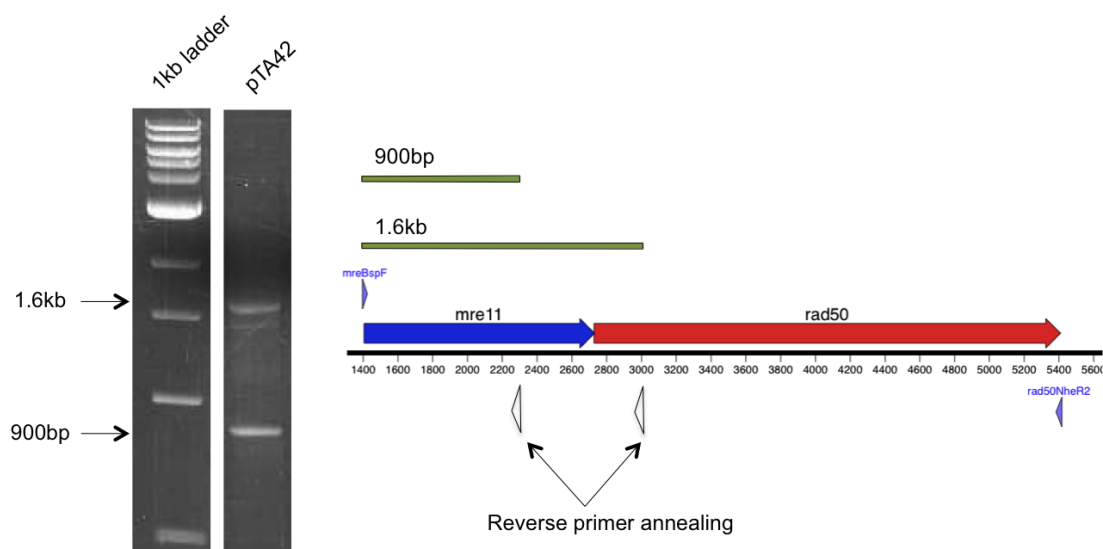 1kb ladder
pTA42
900bp
1.6kb
mreBspF
1.6kb
mre11
rad50
1400 1600 1800 2000 2200 2400 2600 2800 3000 3200 3400 3600 3800 4000 4200 4400 4600 4800 5000 5200 5400 5600
rad50NheR2
900bp
Reverse primer annealing